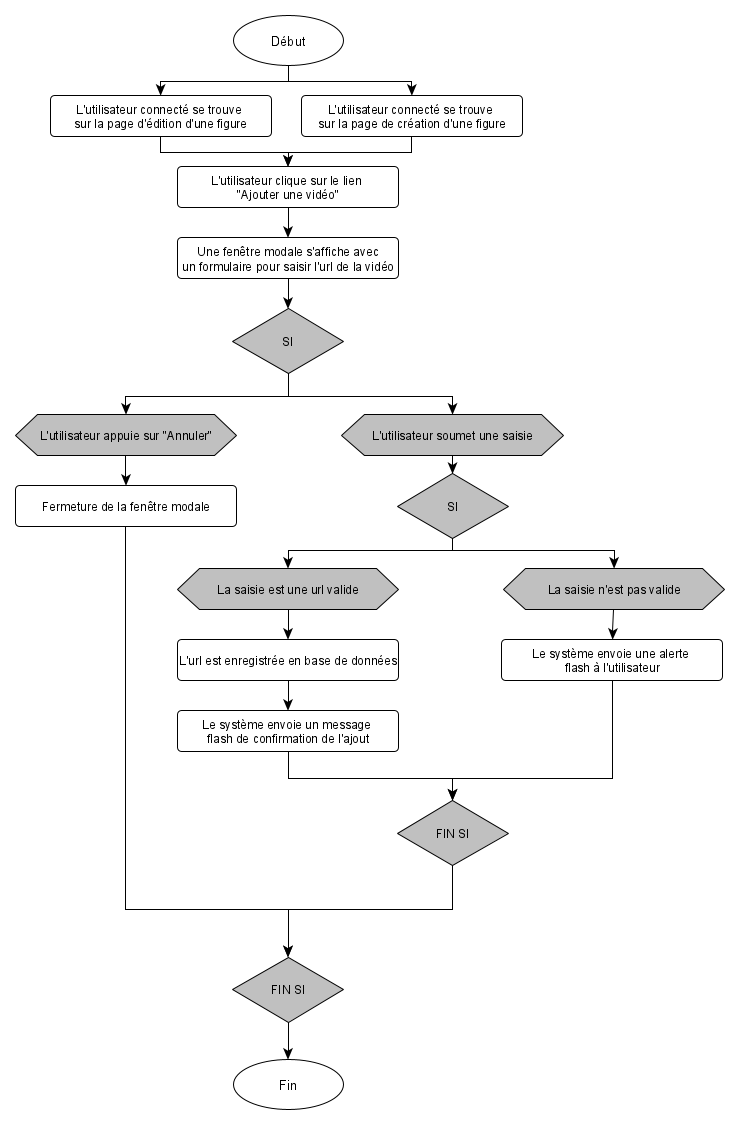 Début
L'utilisateur connecté se trouve
sur la page d'édition d'une figure
L'utilisateur connecté se trouve
sur la page de création d'une figure
L'utilisateur clique sur le lien
"Ajouter une vidéo"
Une fenêtre modale s'affiche avec
un formulaire pour saisir l'url de la vidéo
SI
L'utilisateur appuie sur "Annuler"
L'utilisateur soumet une saisie
Fermeture de la fenêtre modale
SI
La saisie est une url valide
La saisie n'est pas valide
L'url est enregistrée en base de données
Le système envoie une alerte
flash à l'utilisateur
Le système envoie un message
flash de confirmation de l'ajout
FIN SI
FIN SI
Fin